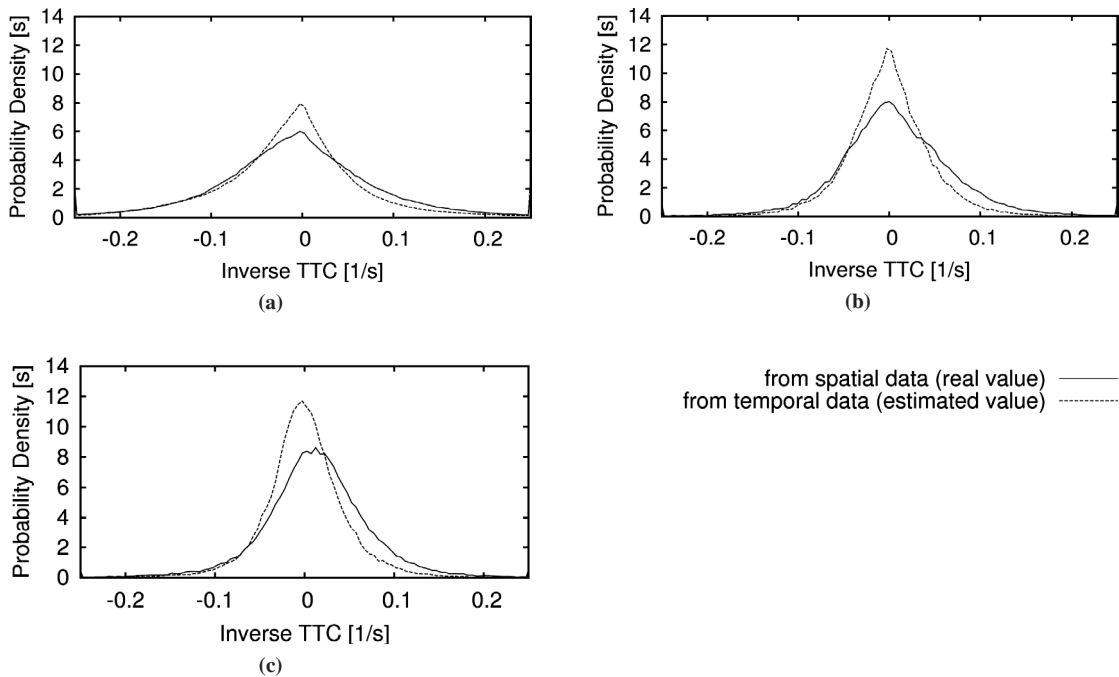 14
12
10
8
6
4
2
0
Probability Density [s]
-0.2 -0.1 0 0.1 0.2
Inverse TTC [1/s]
(a)
14
12
10
8
6
4
2
0
Probability Density [s]
-0.2 -0.1 0 0.1 0.2
Inverse TTC [1/s]
(b)
14
12
10
8
6
4
2
0
Probability Density [s]
-0.2 -0.1 0 0.1 0.2
Inverse TTC [1/s]
(c)
from spatial data (real value)
from temporal data (estimated value)